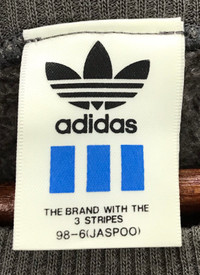 adidas
THE BRAND WITH THE
3 STRIPES
98-6(JASPOO)